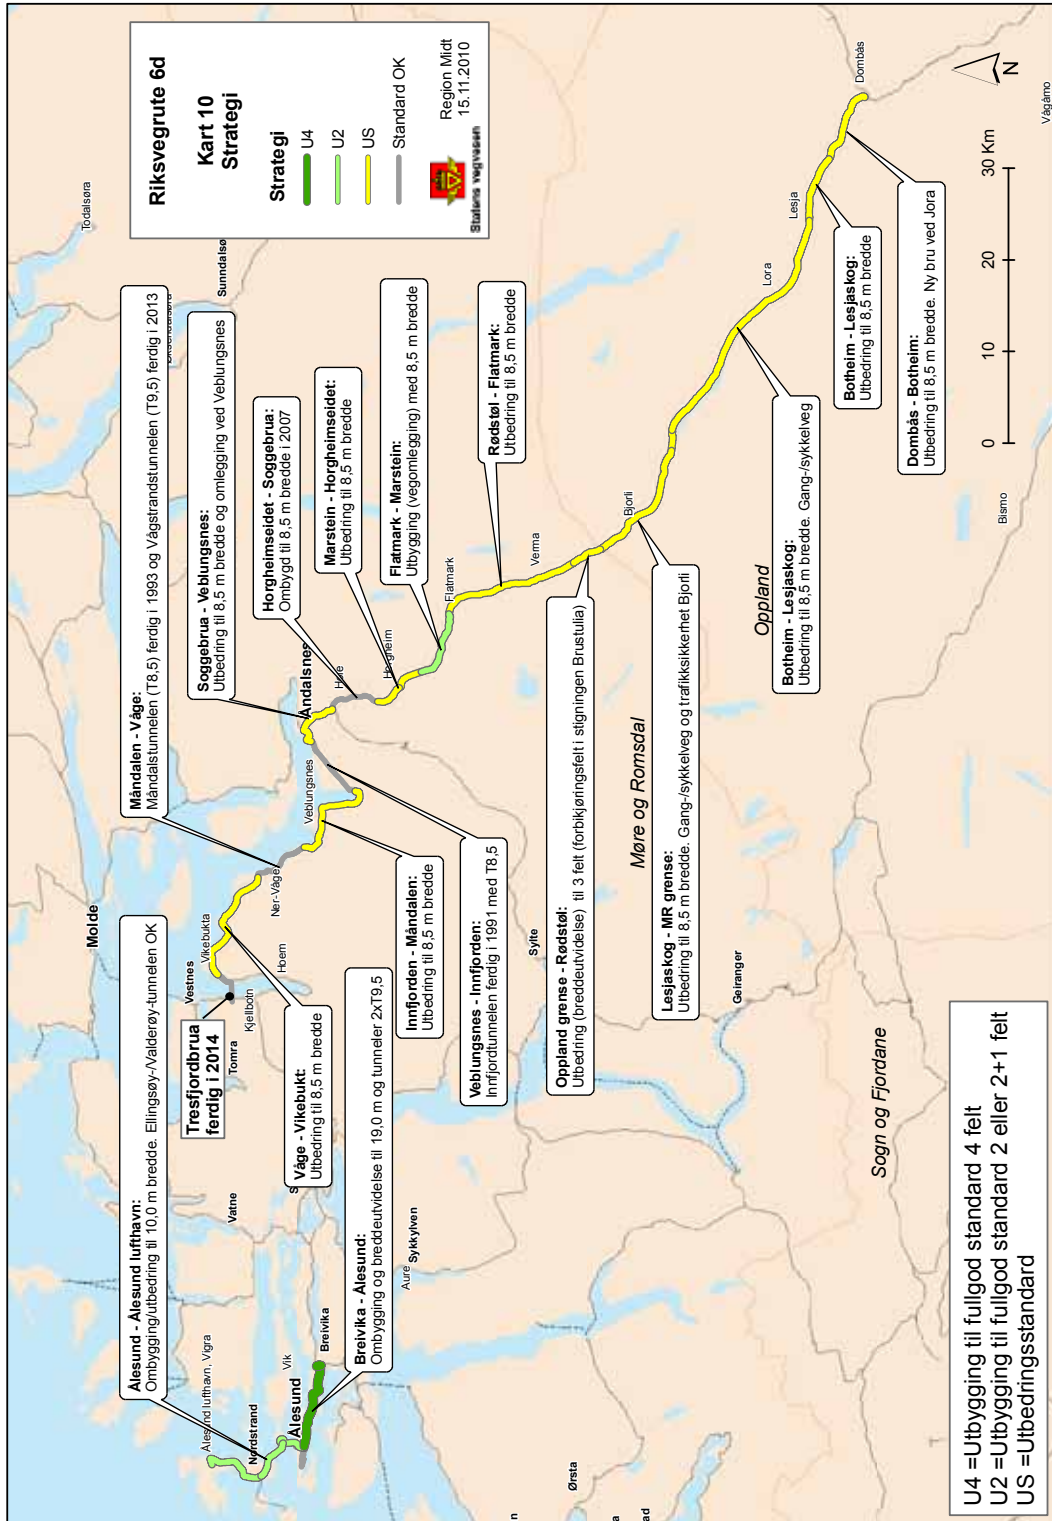 Riksvegrute 6d
Kart 10
Strategi
Strategi
U4
U2
US
Standard OK
Statens vegvesen
Region Midt
15.11.2010
Ålesund - Ålesund lufthavn:
Ombygging/utbedring til 10,0 m bredde. Ellingsøy-/Valderøy-tunnelen OK
Breivika - Ålesund:
Ombygging og breddeutvidelse til 19,0 m og tunneler 2xT9,5
Tresfjordbrua
ferdig i 2014
Våge - Vikebukt:
Utbedring til 8,5 m bredde
Måndalen - Våge:
Måndalstunnelen (T8,5) ferdig i 1993 og Vågstrandstunnelen (T9,5) ferdig i 2013
Innfjorden - Måndalen:
Utbedring til 8,5 m bredde
Veblungsnes - Innfjorden:
Innfjordtunnelen ferdig i 1991 med T8,5
Soggebrua - Veblungsnes:
Utbedring til 8,5 m bredde og omlegging ved Veblungsnes
Horgheimseidet - Soggebrua:
Ombygd til 8,5 m bredde i 2007
Marstein - Horgheimseidet:
Utbedring til 8,5 m bredde
Flatmark - Marstein:
Utbygging (vegomlegging) med 8,5 m bredde
Rødstøl - Flatmark:
Utbedring til 8,5 m bredde
Oppland grense - Rødstøl:
Utbedring (breddeutvidelse) til 3 felt (forbikjøringsfelt i stigningen Brustulia)
Lesjaskog - MR grense:
Utbedring til 8,5 m bredde. Gang-/sykkelveg og trafikksikkerhet Bjorli
Botheim - Lesjaskog:
Utbedring til 8,5 m bredde. Gang-/sykkelveg
Botheim - Lesjaskog:
Utbedring til 8,5 m bredde
Dombås - Botheim:
Utbedring til 8,5 m bredde. Ny bru ved Jora
Ålesund lufthavn, Vigra
Nordstrand
Ålesund
Vik
Breivika
Vatne
Aure
Sykkylven
Ørsta
Molde
Vestnes
Vikebukta
Tomra
Kjellbotn
Hoem
Ner-Våge
Veblungsnes
Åndalsnes
Hole
Horgheim
Flatmark
Verma
Bjorli
Lora
Lesja
Dombås
Vågåmo
Bismo
Todalsøra
Sylte
Geiranger
Møre og Romsdal
Oppland
Sogn og Fjordane
0
10
20
30 Km
N
U4 =Utbygging til fullgod standard 4 felt
U2 =Utbygging til fullgod standard 2 eller 2+1 felt
US =Utbedringsstandard